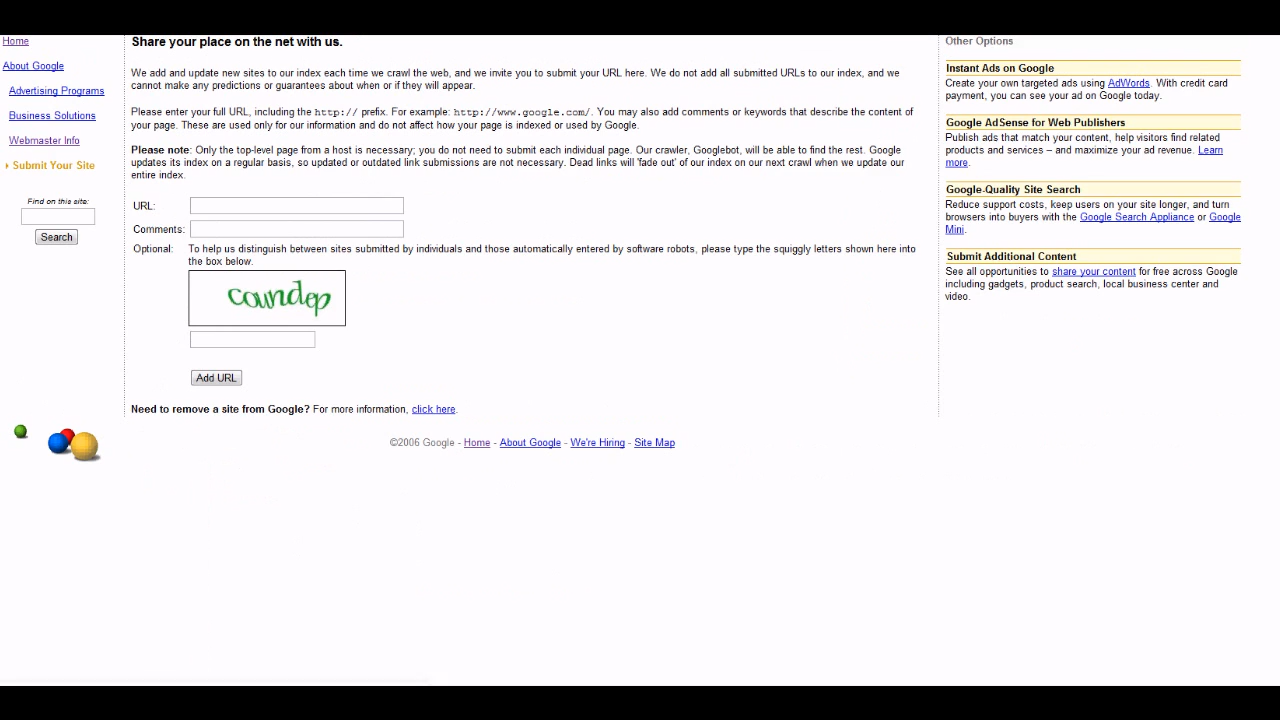 Home
About Google
Advertising Programs
Business Solutions
Webmaster Info
Submit Your Site
Find on this site:
Search
Share your place on the net with us.
We add and update new sites to our index each time we crawl the web, and we invite you to submit your URL here. We do not add all submitted URLs to our index, and we
cannot make any predictions or guarantees about when or if they will appear.
Please enter your full URL, including the http:// prefix. For example: http://www.google.com/. You may also add comments or keywords that describe the content of
your page. These are used only for our information and do not affect how your page is indexed or used by Google.
Please note: Only the top-level page from a host is necessary; you do not need to submit each individual page. Our crawler, Googlebot, will be able to find the rest. Google
updates its index on a regular basis, so updated or outdated link submissions are not necessary. Dead links will 'fade out' of our index on our next crawl when we update our
entire index.
URL:
Comments:
Optional: To help us distinguish between sites submitted by individuals and those automatically entered by software robots, please type the squiggly letters shown here into
the box below.
coundep
Add URL
Need to remove a site from Google? For more information, click here.
©2006 Google - Home - About Google - We're Hiring - Site Map
Other Options
Instant Ads on Google
Create your own targeted ads using AdWords. With credit card
payment, you can see your ad on Google today.
Google AdSense for Web Publishers
Publish ads that match your content, help visitors find related
products and services – and maximize your ad revenue. Learn
more.
Google-Quality Site Search
Reduce support costs, keep users on your site longer, and turn
browsers into buyers with the Google Search Appliance or Google
Mini.
Submit Additional Content
See all opportunities to share your content for free across Google
including gadgets, product search, local business center and
video.